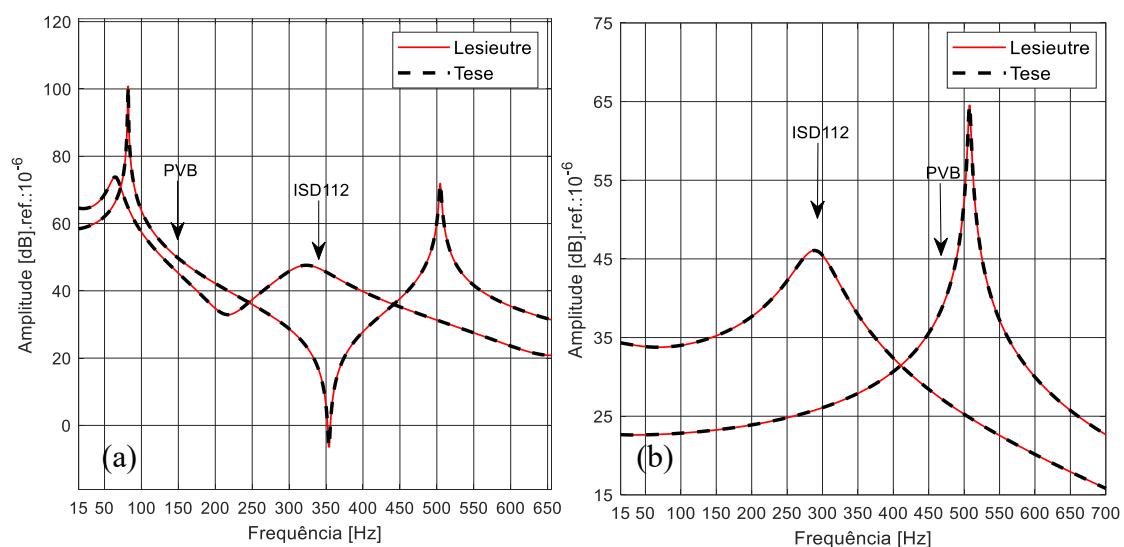 120
100
80
60
40
20
0
Amplitude [dB].ref.:10-6
Lesieutre
Tese
PVB
ISD112
(a)
15 50 100 150 200 250 300 350 400 450 500 550 600 650
Frequência [Hz]
75
65
55
45
35
25
15
Amplitude [dB].ref.:10-6
Lesieutre
Tese
ISD112
PVB
(b)
15 50 100 150 200 250 300 350 400 450 500 550 600 650 700
Frequência [Hz]